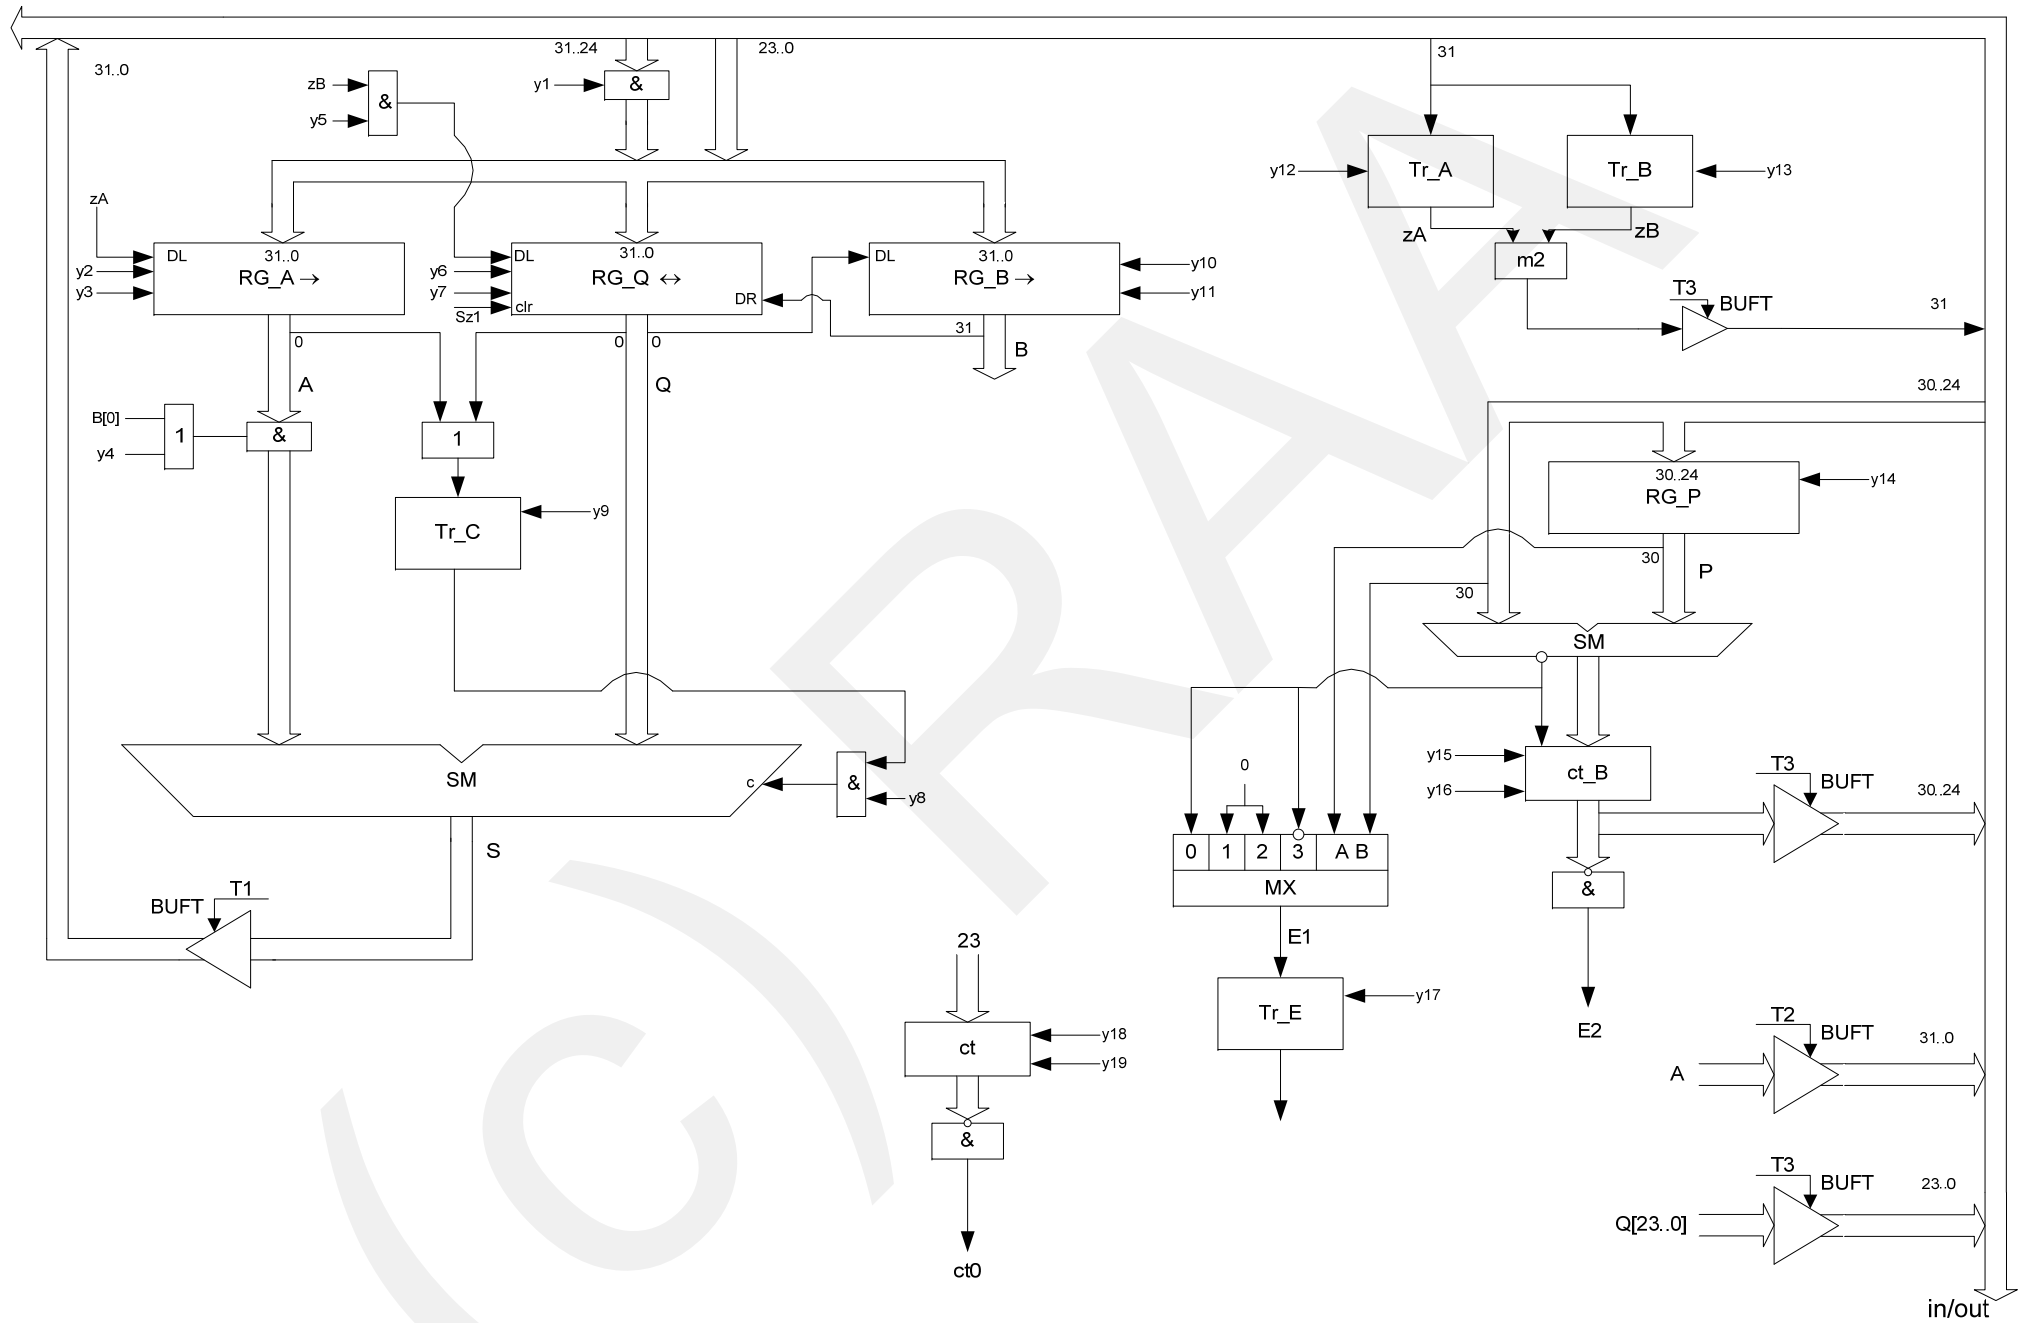 31..24
23..0
31
31..0
zB
&
y5
y1
&
Tr_A
Tr_B
y12
y13
zA
zA
zB
m2
DL
31..0
RG_A →
y2
y3
DL
31..0
RG_Q ↔
y6
y7
Sz1
clr
DR
DL
31..0
RG_B →
y10
y11
T3
BUFT
31
0
0
0
31
B
A
Q
30..24
B[0]
y4
1
&
1
30..24
RG_P
y14
Tr_C
y9
30
P
30
SM
SM
c
&
y8
0
y15
y16
ct_B
T3
BUFT
30..24
0
1
2
3
A B
MX
S
T1
BUFT
&
E1
23
Tr_E
y17
E2
ct
y18
y19
T2
BUFT
31..0
A
&
T3
BUFT
23..0
Q[23..0]
ct0
in/out
(c) RAA